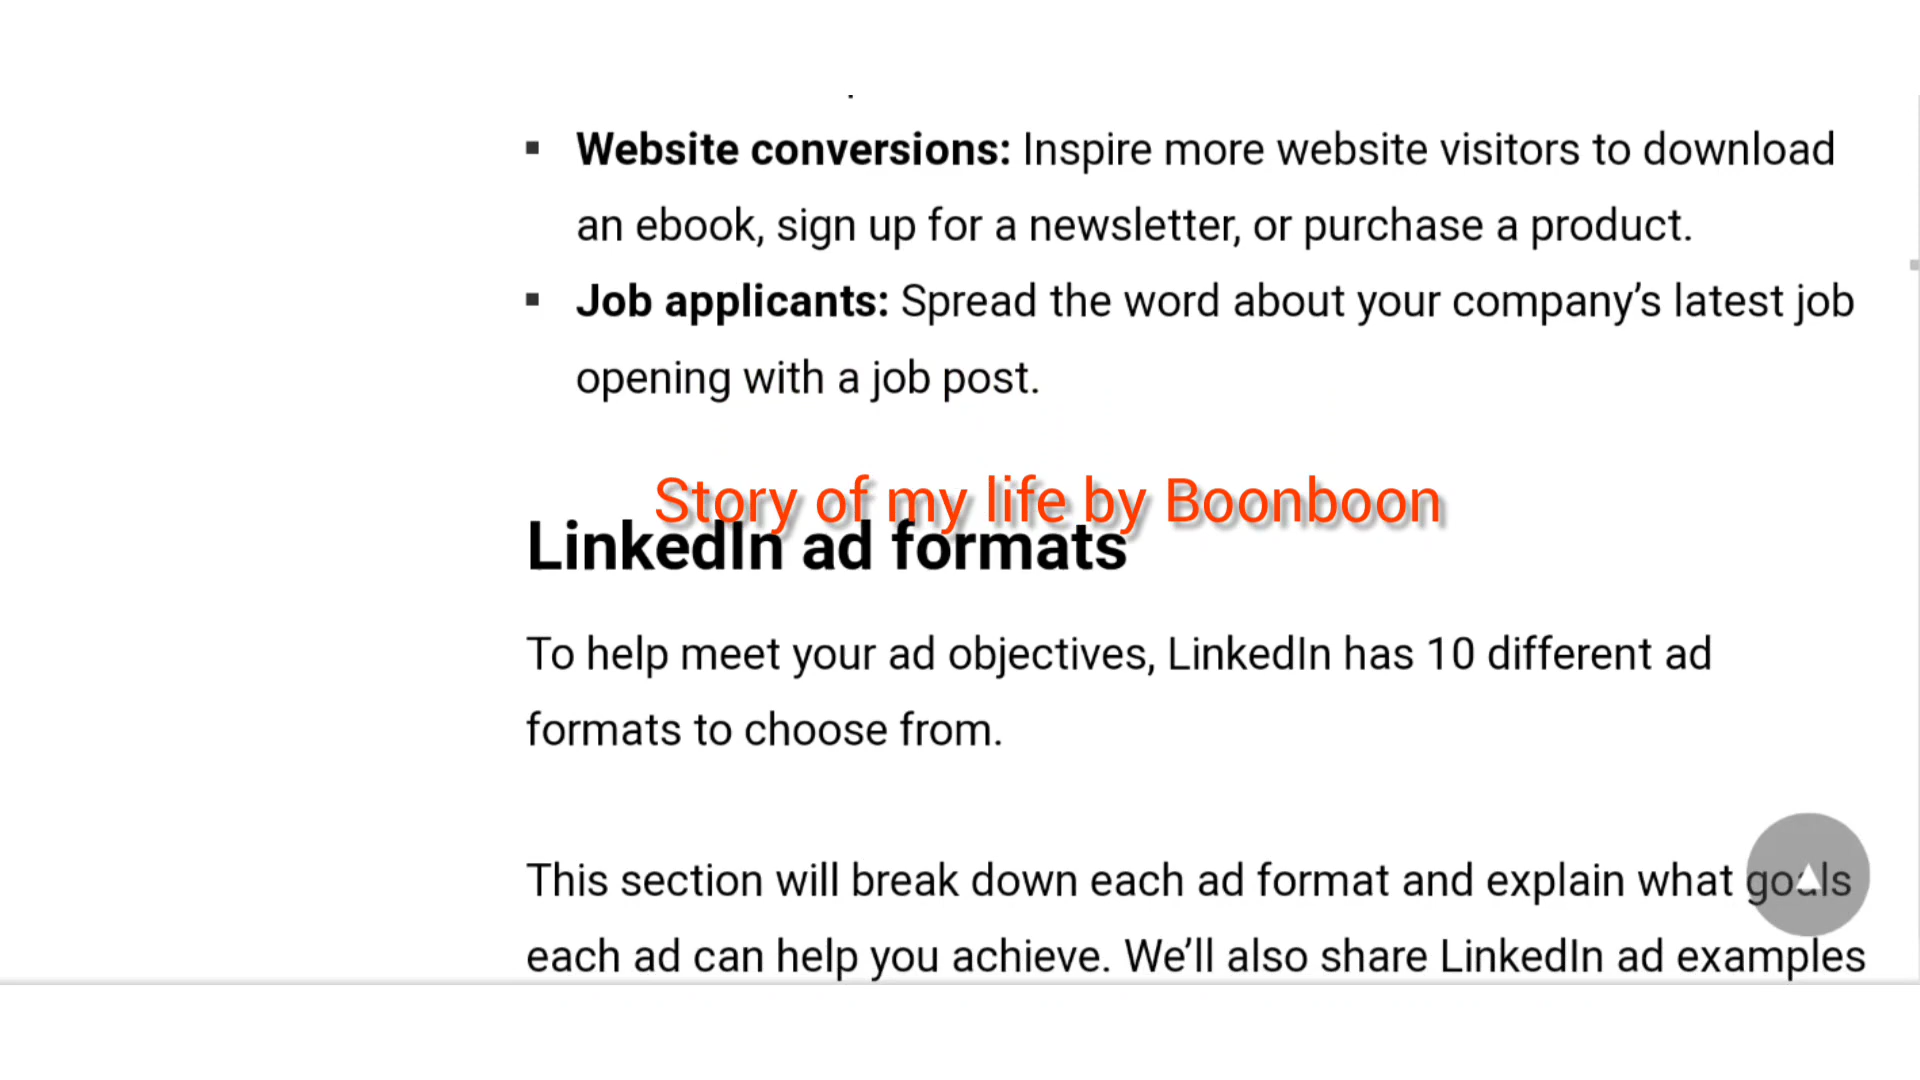 Website conversions: Inspire more website visitors to download
an ebook, sign up for a newsletter, or purchase a product.
Job applicants: Spread the word about your company’s latest job
opening with a job post.
Story of my life by Boonboon
LinkedIn ad formats
To help meet your ad objectives, LinkedIn has 10 different ad
formats to choose from.
This section will break down each ad format and explain what goals
each ad can help you achieve. We’ll also share LinkedIn ad examples